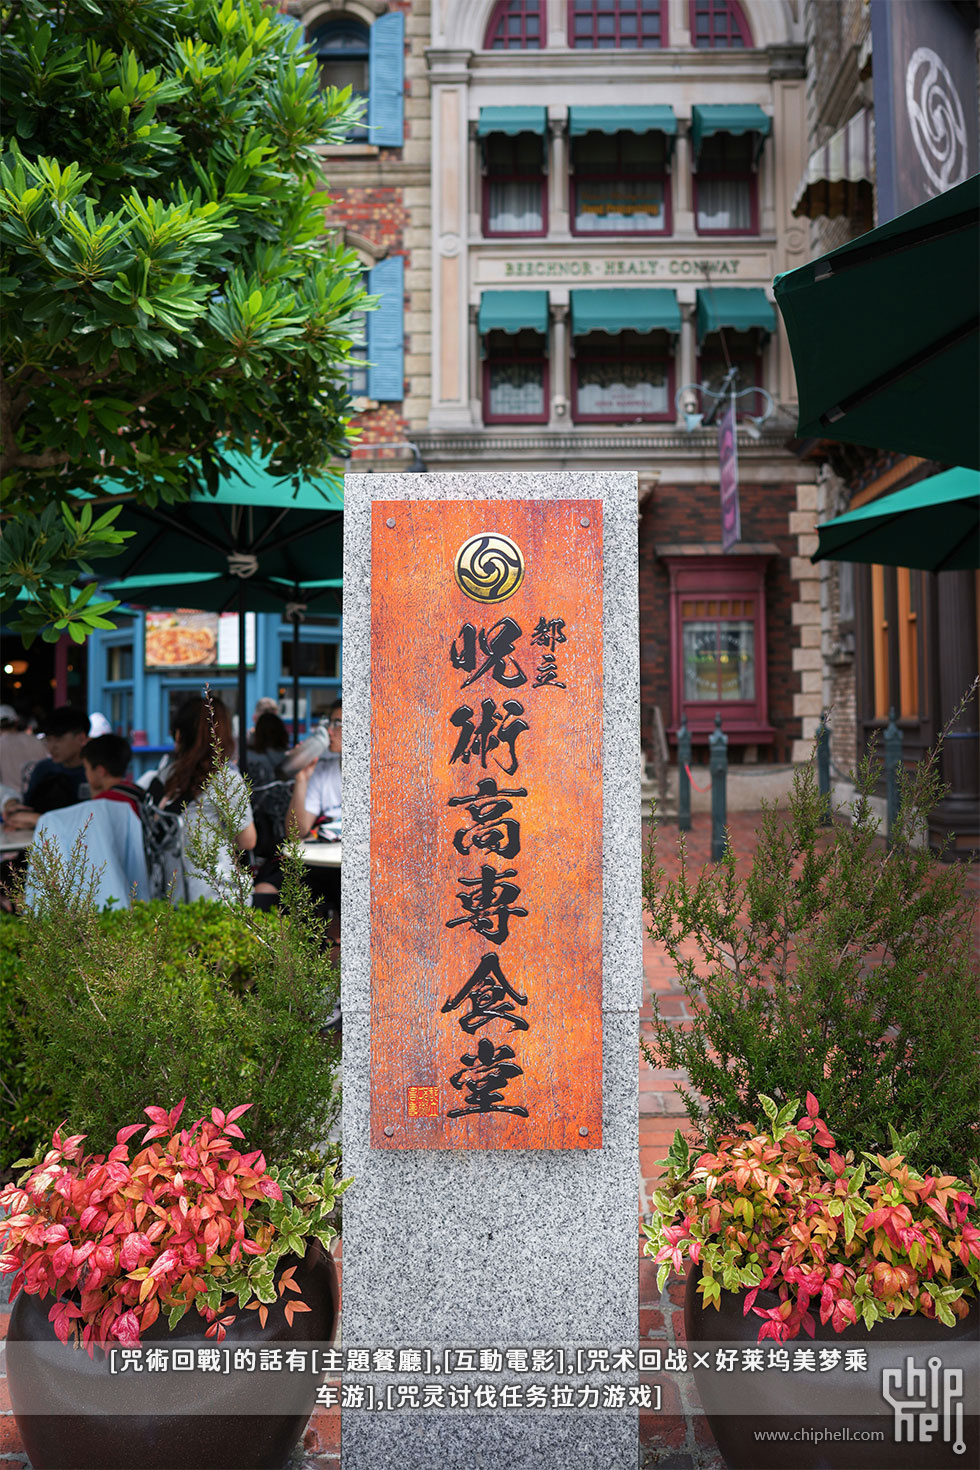 BEECHNOR · HEALY · CONWAY
都立
呪術高専食堂
[咒術回戰]的話有[主題餐廳],[互動電影],[咒术回战×好莱坞美梦乘
车游],[咒灵讨伐任务拉力游戏]
www.chiphell.com
chip
hell